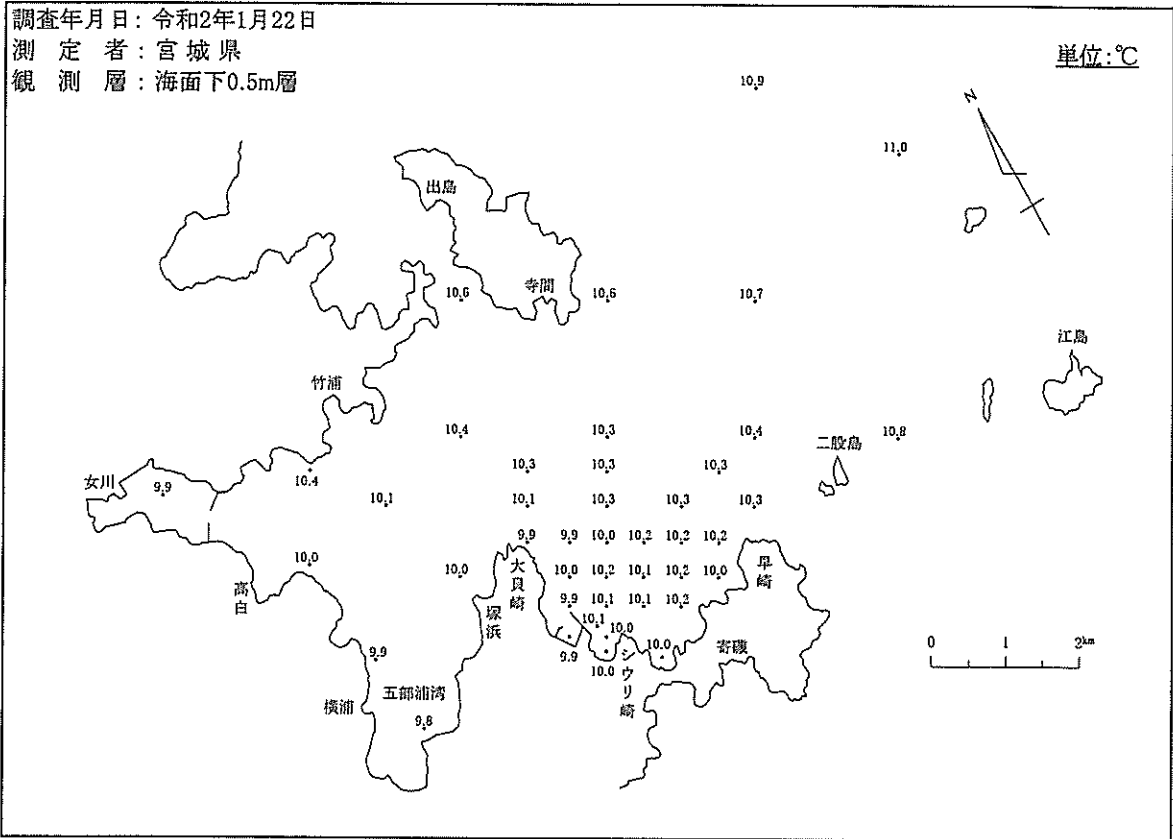 調査年月日：令和2年1月22日
測定者：宮城県
観測層：海面下0.5m層
単位：℃
10.9
N
11.0
出島
寺間
10.6
10.6
10.7
江島
竹浦
10.4
10.3
10.4
10.8
二股島
女川
9.9
10.4
10.3
10.3
10.3
10.1
10.1
10.3
10.3
10.3
9.9
9.9
10.0
10.2
10.2
10.2
高白
10.0
10.0
大貝崎
10.0
10.2
10.1
10.2
10.0
早崎
塚浜
9.9
10.1
10.1
10.2
10.1
10.0
9.9
9.9
10.0
シウリ崎
10.0
寄磯
0
2km
横浦
五部浦湾
9.8